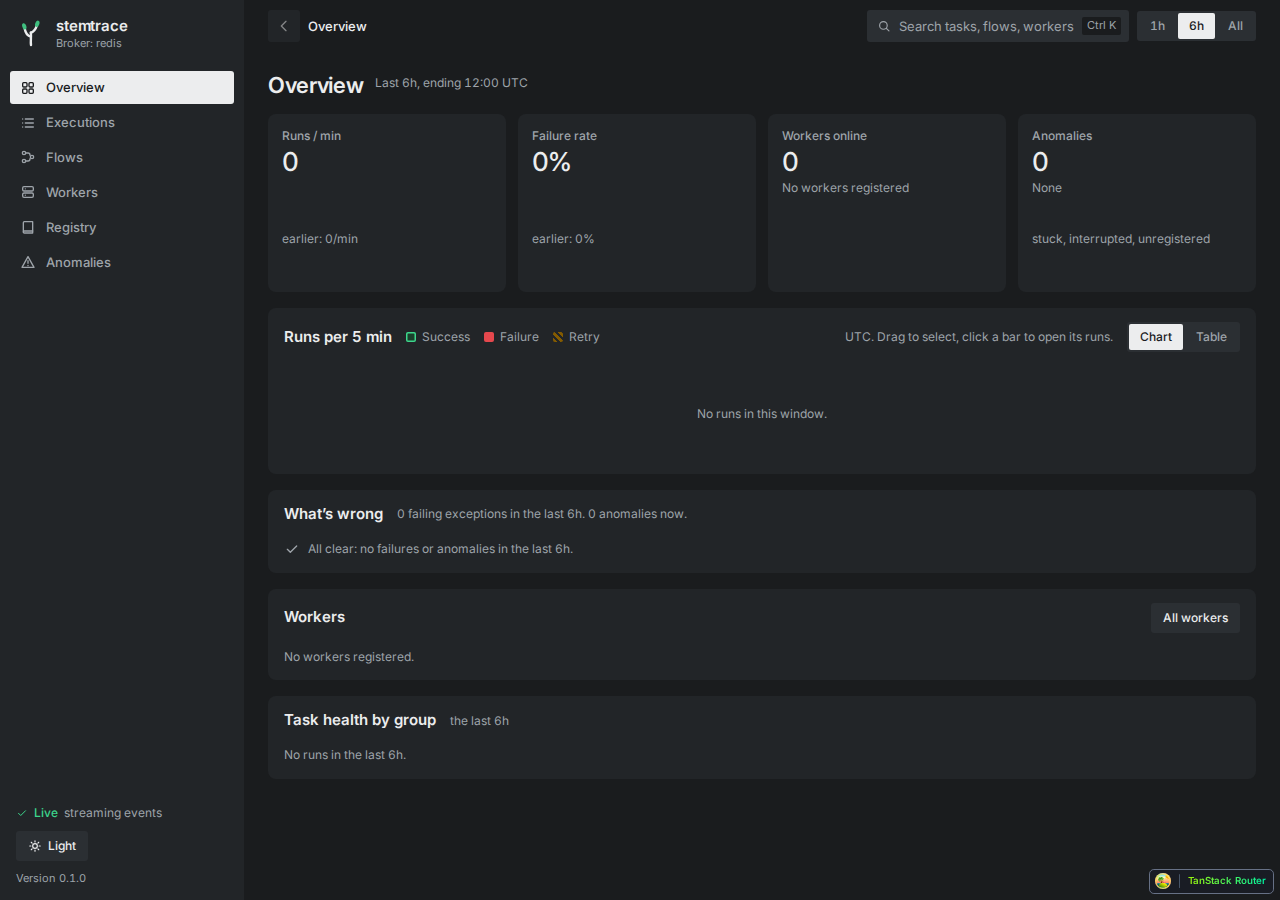 stemtrace
Broker: redis
Overview
Executions
Flows
Workers
Registry
Anomalies
Live streaming events
Light
Version 0.1.0
Overview
Search tasks, flows, workers Ctrl K
1h 6h All
Overview Last 6h, ending 12:00 UTC
Runs / min
0
earlier: 0/min
Failure rate
0%
earlier: 0%
Workers online
0
No workers registered
Anomalies
0
None
stuck, interrupted, unregistered
Runs per 5 min Success Failure Retry
UTC. Drag to select, click a bar to open its runs. Chart Table
No runs in this window.
What’s wrong 0 failing exceptions in the last 6h. 0 anomalies now.
All clear: no failures or anomalies in the last 6h.
Workers All workers
No workers registered.
Task health by group the last 6h
No runs in the last 6h.
TanStack Router